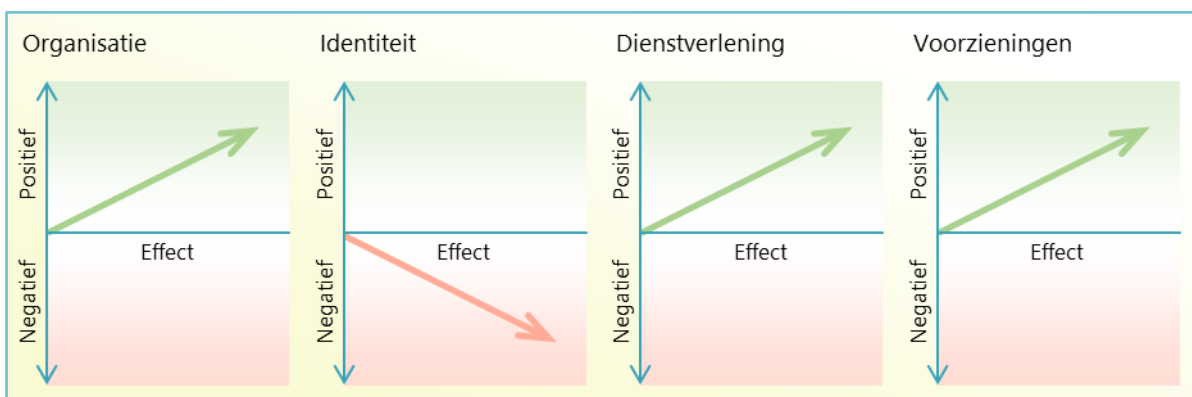 Organisatie
Identiteit
Dienstverlening
Voorzieningen
Positief
Negatief
Effect
Positief
Negatief
Effect
Positief
Negatief
Effect
Positief
Negatief
Effect